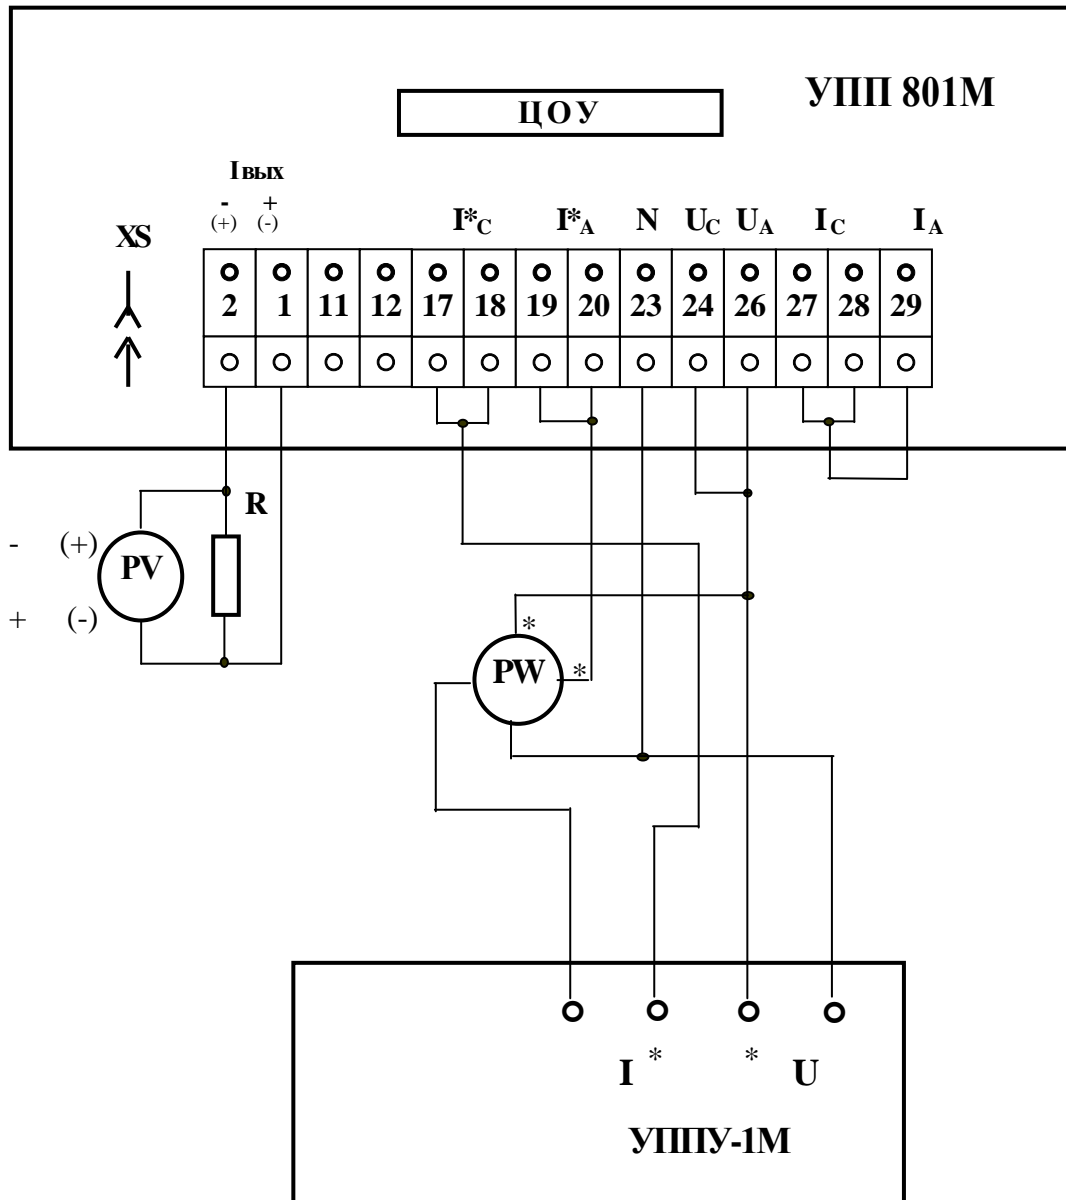 УПП 801М
ЦОУ
I вых
- +
(+) (-)
XS
I*C I*A N UC UA IC IA
2 1 11 12 17 18 19 20 23 24 26 27 28 29
R
- (+)
PV
+ (-)
*
PW *
* *
I U
УППУ-1М